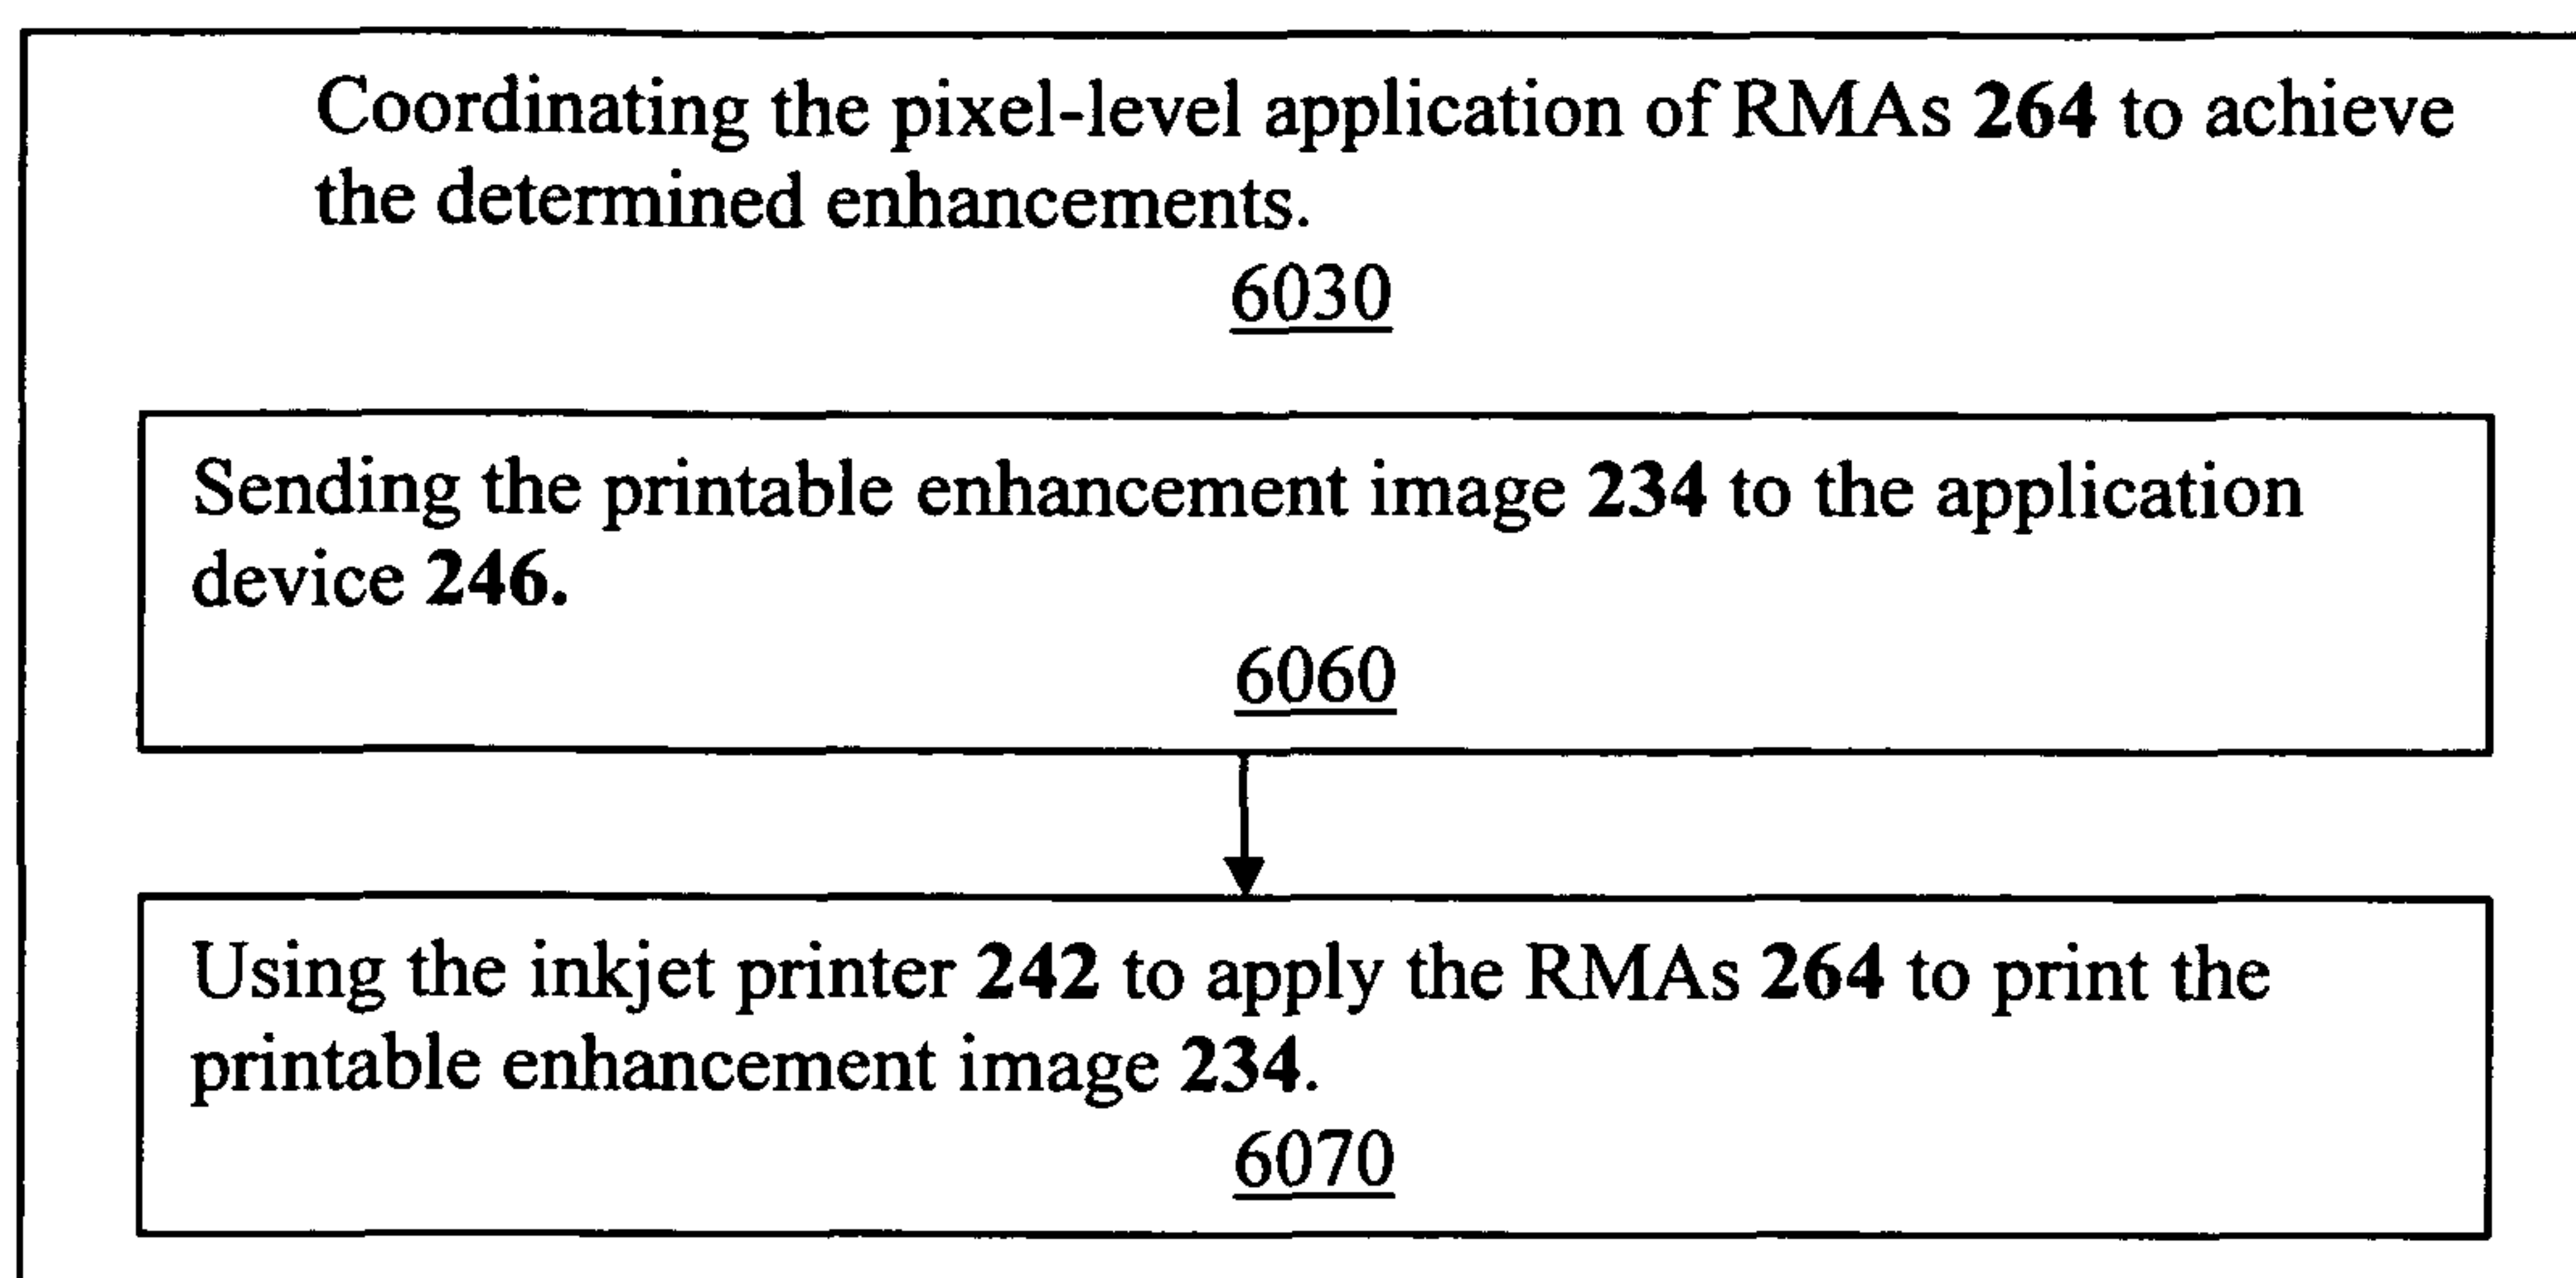 Coordinating the pixel-level application of RMAs 264 to achieve
the determined enhancements.
6030
Sending the printable enhancement image 234 to the application
device 246.
6060
Using the inkjet printer 242 to apply the RMAs 264 to print the
printable enhancement image 234.
6070